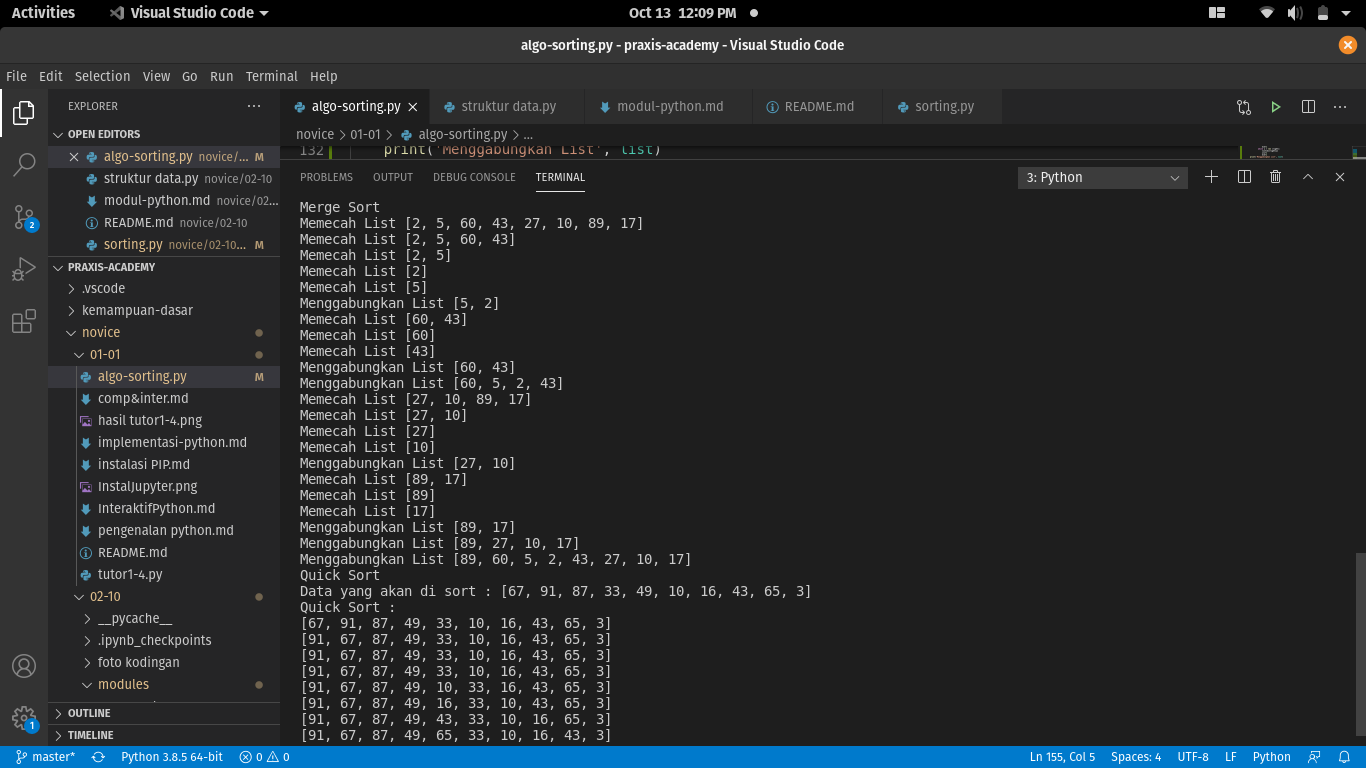 Activities Visual Studio Code Oct 13 12:09 PM
algo-sorting.py - praxis-academy - Visual Studio Code
File Edit Selection View Go Run Terminal Help
EXPLORER
OPEN EDITORS
algo-sorting.py novice/... M
struktur data.py novice/02-10
modul-python.md novice/02...
README.md novice/02-10
sorting.py novice/02-10... M
PRAXIS-ACADEMY
.vscode
kemampuan-dasar
novice
01-01
algo-sorting.py M
comp&inter.md
hasil tutor1-4.png
implementasi-python.md
instalasi PIP.md
InstalJupyter.png
InteraktifPython.md
pengenalan python.md
README.md
tutor1-4.py
02-10
__pycache__
.ipynb_checkpoints
foto kodingan
modules
OUTLINE
TIMELINE
2
1
algo-sorting.py struktur data.py modul-python.md README.md sorting.py
novice > 01-01 > algo-sorting.py > ...
132 print('Menggabungkan List', list)
PROBLEMS OUTPUT DEBUG CONSOLE TERMINAL 3: Python
Merge Sort
Memecah List [2, 5, 60, 43, 27, 10, 89, 17]
Memecah List [2, 5, 60, 43]
Memecah List [2, 5]
Memecah List [2]
Memecah List [5]
Menggabungkan List [5, 2]
Memecah List [60, 43]
Memecah List [60]
Memecah List [43]
Menggabungkan List [60, 43]
Menggabungkan List [60, 5, 2, 43]
Memecah List [27, 10, 89, 17]
Memecah List [27, 10]
Memecah List [27]
Memecah List [10]
Menggabungkan List [27, 10]
Memecah List [89, 17]
Memecah List [89]
Memecah List [17]
Menggabungkan List [89, 17]
Menggabungkan List [89, 27, 10, 17]
Menggabungkan List [89, 60, 5, 2, 43, 27, 10, 17]
Quick Sort
Data yang akan di sort : [67, 91, 87, 33, 49, 10, 16, 43, 65, 3]
Quick Sort :
[67, 91, 87, 49, 33, 10, 16, 43, 65, 3]
[91, 67, 87, 49, 33, 10, 16, 43, 65, 3]
[91, 67, 87, 49, 33, 10, 16, 43, 65, 3]
[91, 67, 87, 49, 33, 10, 16, 43, 65, 3]
[91, 67, 87, 49, 10, 33, 16, 43, 65, 3]
[91, 67, 87, 49, 16, 33, 10, 43, 65, 3]
[91, 67, 87, 49, 43, 33, 10, 16, 65, 3]
[91, 67, 87, 49, 65, 33, 10, 16, 43, 3]
master* Python 3.8.5 64-bit 0 0 Ln 155, Col 5 Spaces: 4 UTF-8 LF Python